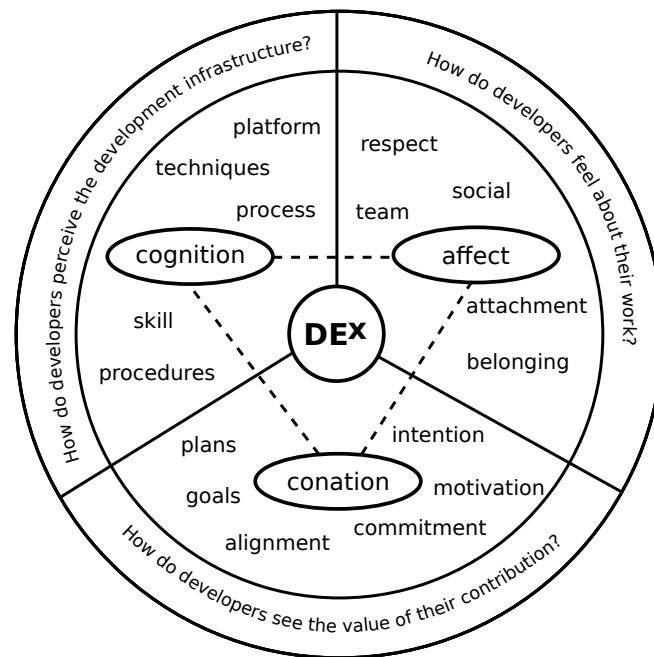 How do developers perceive the development infrastructure?
How do developers feel about their work?
platform
techniques
process
cognition
skill
procedures
respect
social
team
affect
attachment
belonging
DEx
plans
goals
alignment
conation
intention
motivation
commitment
How do developers see the value of their contribution?